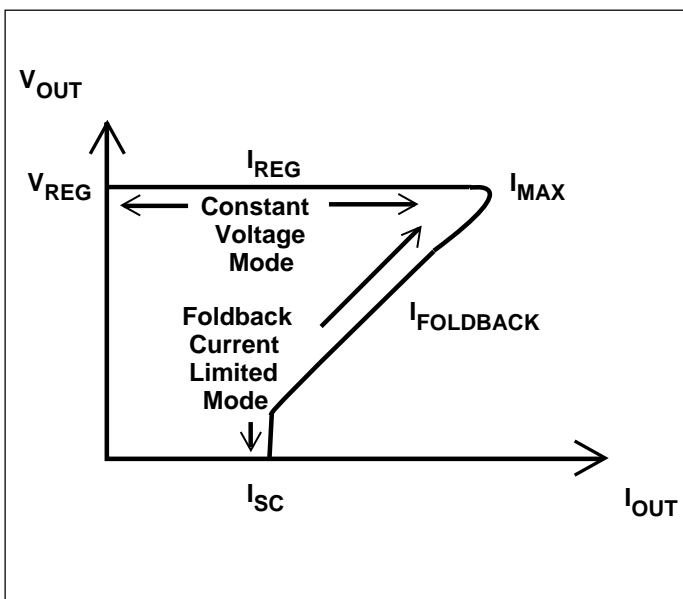 VOUT
IREG
VREG
IMAX
Constant
Voltage
Mode
IFOLDBACK
Foldback
Current
Limited
Mode
ISC
IOUT